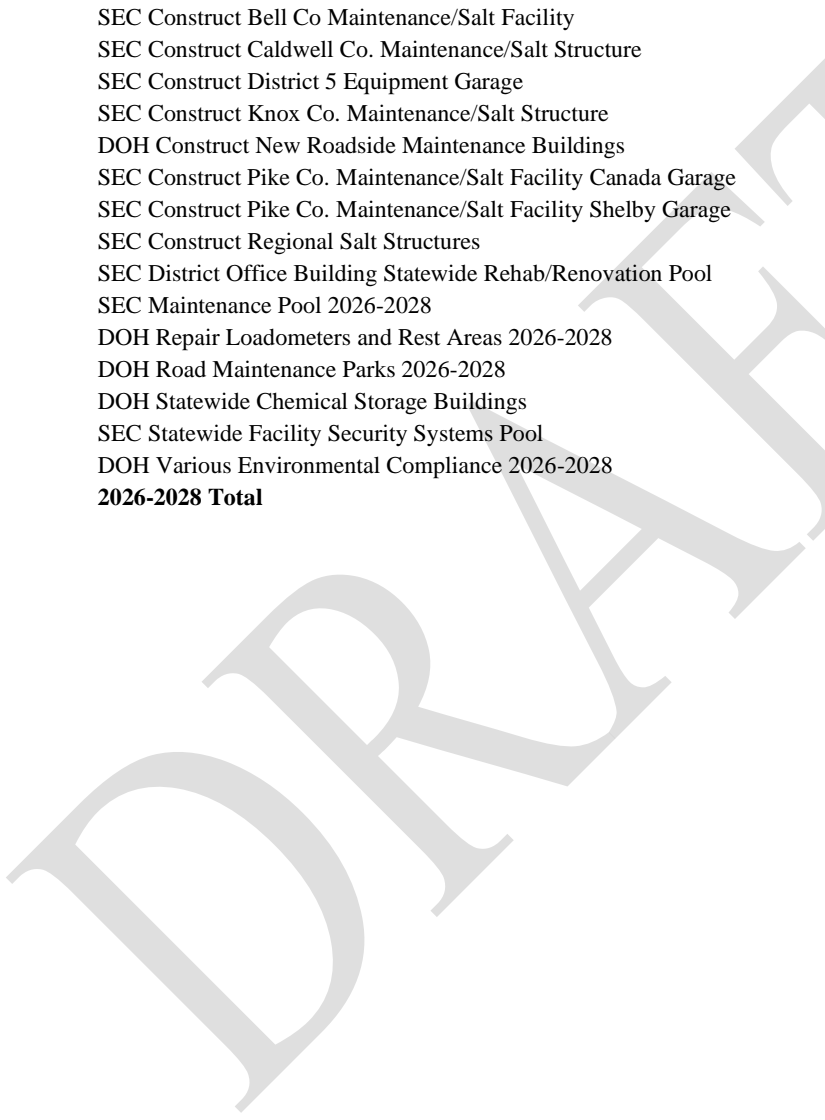 SEC Construct Bell Co Maintenance/Salt Facility
SEC Construct Caldwell Co. Maintenance/Salt Structure
SEC Construct District 5 Equipment Garage
SEC Construct Knox Co. Maintenance/Salt Structure
DOH Construct New Roadside Maintenance Buildings
SEC Construct Pike Co. Maintenance/Salt Facility Canada Garage
SEC Construct Pike Co. Maintenance/Salt Facility Shelby Garage
SEC Construct Regional Salt Structures
SEC District Office Building Statewide Rehab/Renovation Pool
SEC Maintenance Pool 2026-2028
DOH Repair Loadometers and Rest Areas 2026-2028
DOH Road Maintenance Parks 2026-2028
DOH Statewide Chemical Storage Buildings
SEC Statewide Facility Security Systems Pool
DOH Various Environmental Compliance 2026-2028
2026-2028 Total
DRAFT